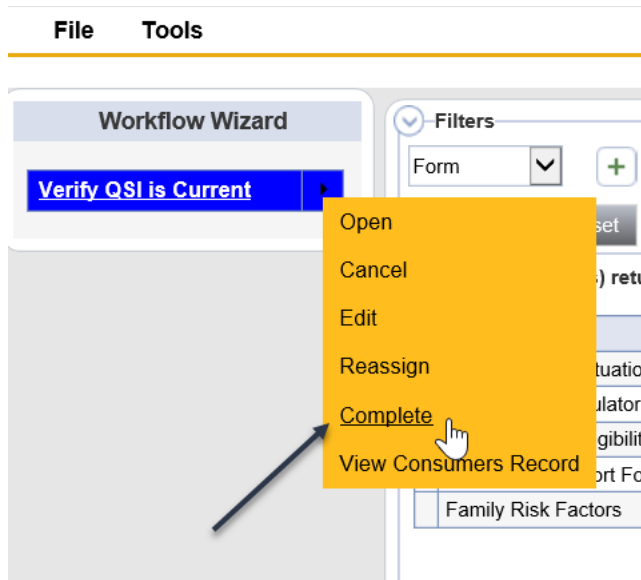 File Tools
Workflow Wizard
Filters
Verify QSI is Current
Form
Open
Cancel
Edit
Reassign
Complete
View Consumers Record
Family Risk Factors